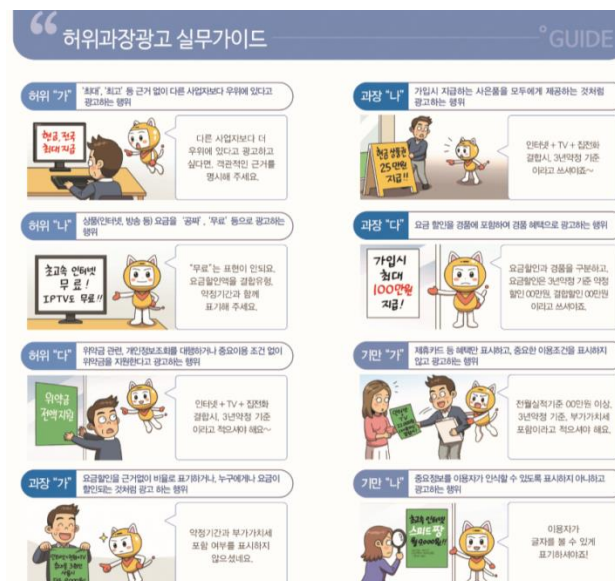 허위과장광고 실무가이드
GUIDE
허위 "가"
'최대', '최고' 등 근거 없이 다른 사업자보다 우위에 있다고
광고하는 행위
현금, 전국
최대지급
다른 사업자보다 더
우위에 있다고 광고하고
싶다면, 객관적인 근거를
명시해 주세요.
허위 "나"
상품(인터넷, 방송 등) 요금을 '공짜', '무료' 등으로 광고하는
행위
초고속 인터넷
무료!
IPTV도 무료!!
"무료"는 표현이 안되요.
요금할인액을 결합유형,
약정기간과 함께
표기해 주세요.
허위 "다"
위약금 관련, 개인정보조회를 대행하거나 중요이용 조건 없이
위약금을 지원한다고 광고하는 행위
위약금
전액지원
인터넷+TV+집전화
결합시, 3년약정 기준
이라고 적으셔야 해요~
과장 "가"
요금할인을 근거없이 비율로 표기하거나, 누구에게나 요금이
할인되는 것처럼 광고 하는 행위
약정기간과 부가가치세
포함 여부를 표시하지
않으셨네요.
과장 "나"
가입시 지급하는 사은품을 모두에게 제공하는 것처럼
광고하는 행위
현금 상품권
25만원
지급!!
인터넷+TV+집전화
결합시, 3년약정 기준
이라고 쓰셔야죠~
과장 "다"
요금 할인을 경품에 포함하여 경품 혜택으로 광고하는 행위
가입시
최대
100만원
지급!
요금할인과 경품을 구분하고,
요금할인은 3년약정 기준 약정
할인 00만원, 결합할인 00만원
이라고 쓰셔야죠.
기만 "가"
제휴카드 등 혜택만 표시하고, 중요한 이용조건을 표시하지
않고 광고하는 행위
전월실적기준 00만원 이상,
3년약정 기준, 부가가치세
포함이라고 적으셔야 해요.
기만 "나"
중요정보를 이용자가 인식할 수 있도록 표시하지 아니하고
광고하는 행위
초고속 인터넷
스피드 팡
이용자가
글자를 볼 수 있게
표기하셔야죠!